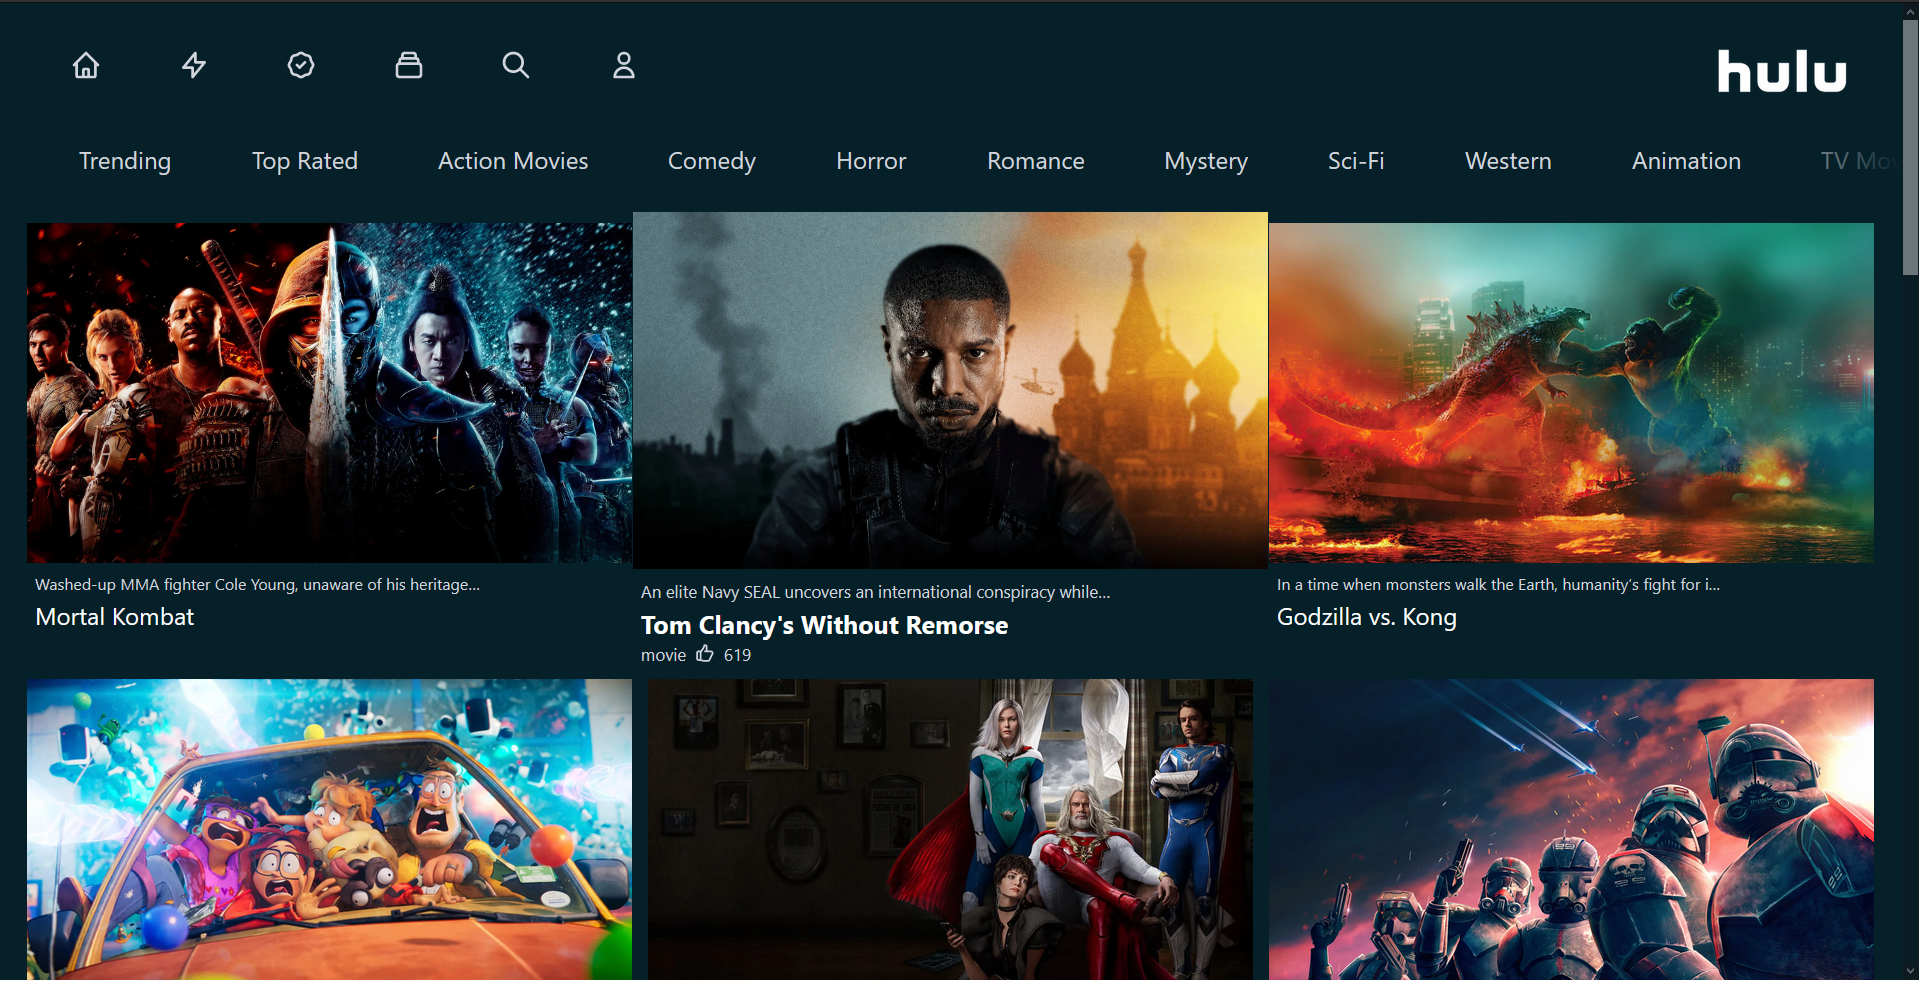 hulu
Trending Top Rated Action Movies Comedy Horror Romance Mystery Sci-Fi Western Animation TV Mov
Washed-up MMA fighter Cole Young, unaware of his heritage...
Mortal Kombat
An elite Navy SEAL uncovers an international conspiracy while...
Tom Clancy's Without Remorse
movie 619
In a time when monsters walk the Earth, humanity’s fight for i...
Godzilla vs. Kong